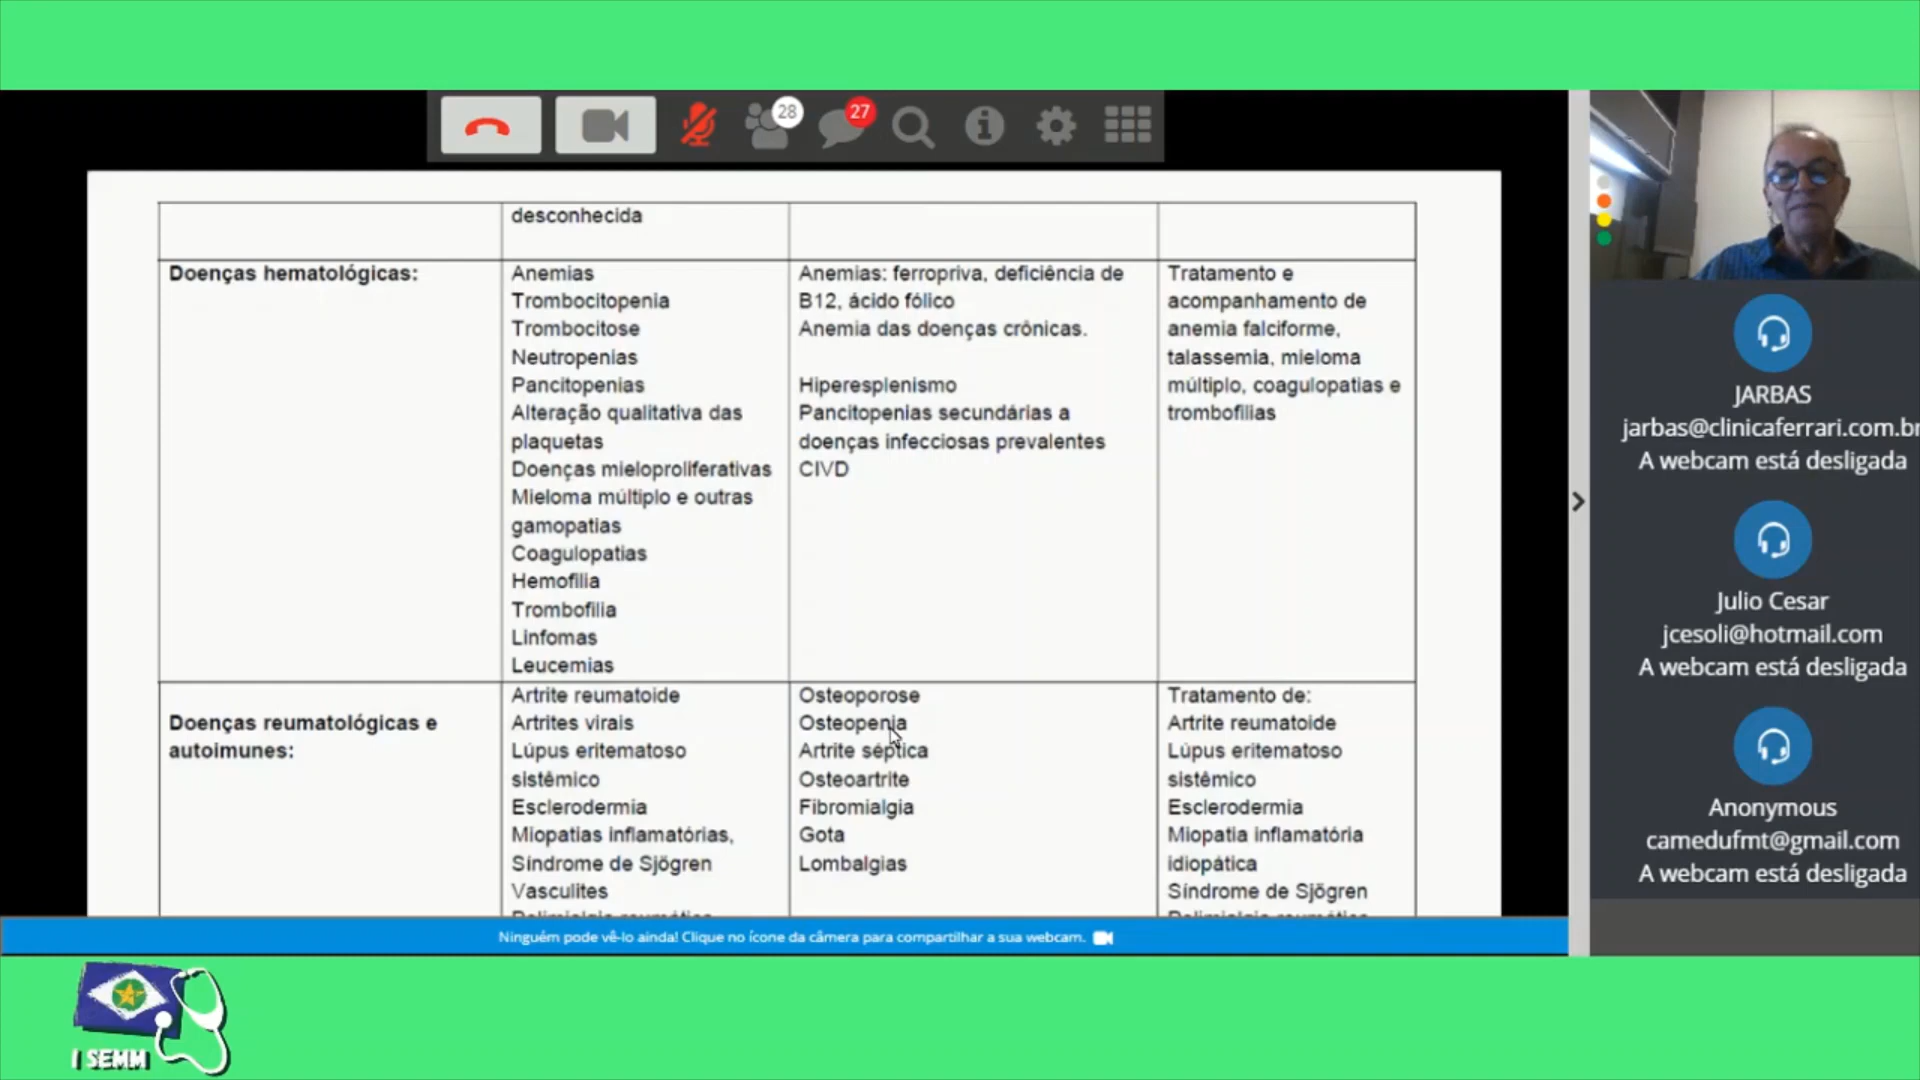 28
27
desconhecida
Doenças hematológicas:
Anemias
Trombocitopenia
Trombocitose
Neutropenias
Pancitopenias
Alteração qualitativa das
plaquetas
Doenças mieloproliferativas
Mieloma múltiplo e outras
gamopatias
Coagulopatias
Hemofilia
Trombofilia
Linfomas
Leucemias
Anemias: ferropriva, deficiência de
B12, ácido fólico
Anemia das doenças crônicas.
Hiperesplenismo
Pancitopenias secundárias a
doenças infecciosas prevalentes
CIVD
Tratamento e
acompanhamento de
anemia falciforme,
talassemia, mieloma
múltiplo, coagulopatias e
trombofilias
Doenças reumatológicas e
autoimunes:
Artrite reumatoide
Artrites virais
Lúpus eritematoso
sistêmico
Esclerodermia
Miopatias inflamatórias,
Síndrome de Sjögren
Vasculites
Osteoporose
Osteopenia
Artrite séptica
Osteoartrite
Fibromialgia
Gota
Lombalgias
Tratamento de:
Artrite reumatoide
Lúpus eritematoso
sistêmico
Esclerodermia
Miopatia inflamatória
idiopática
Síndrome de Sjögren
JARBAS
jarbas@clinicaferrari.com.br
A webcam está desligada
Julio Cesar
jcesoli@hotmail.com
A webcam está desligada
Anonymous
camedufmt@gmail.com
A webcam está desligada
Ninguém pode vê-lo ainda! Clique no ícone da câmera para compartilhar a sua webcam.
I SEMM